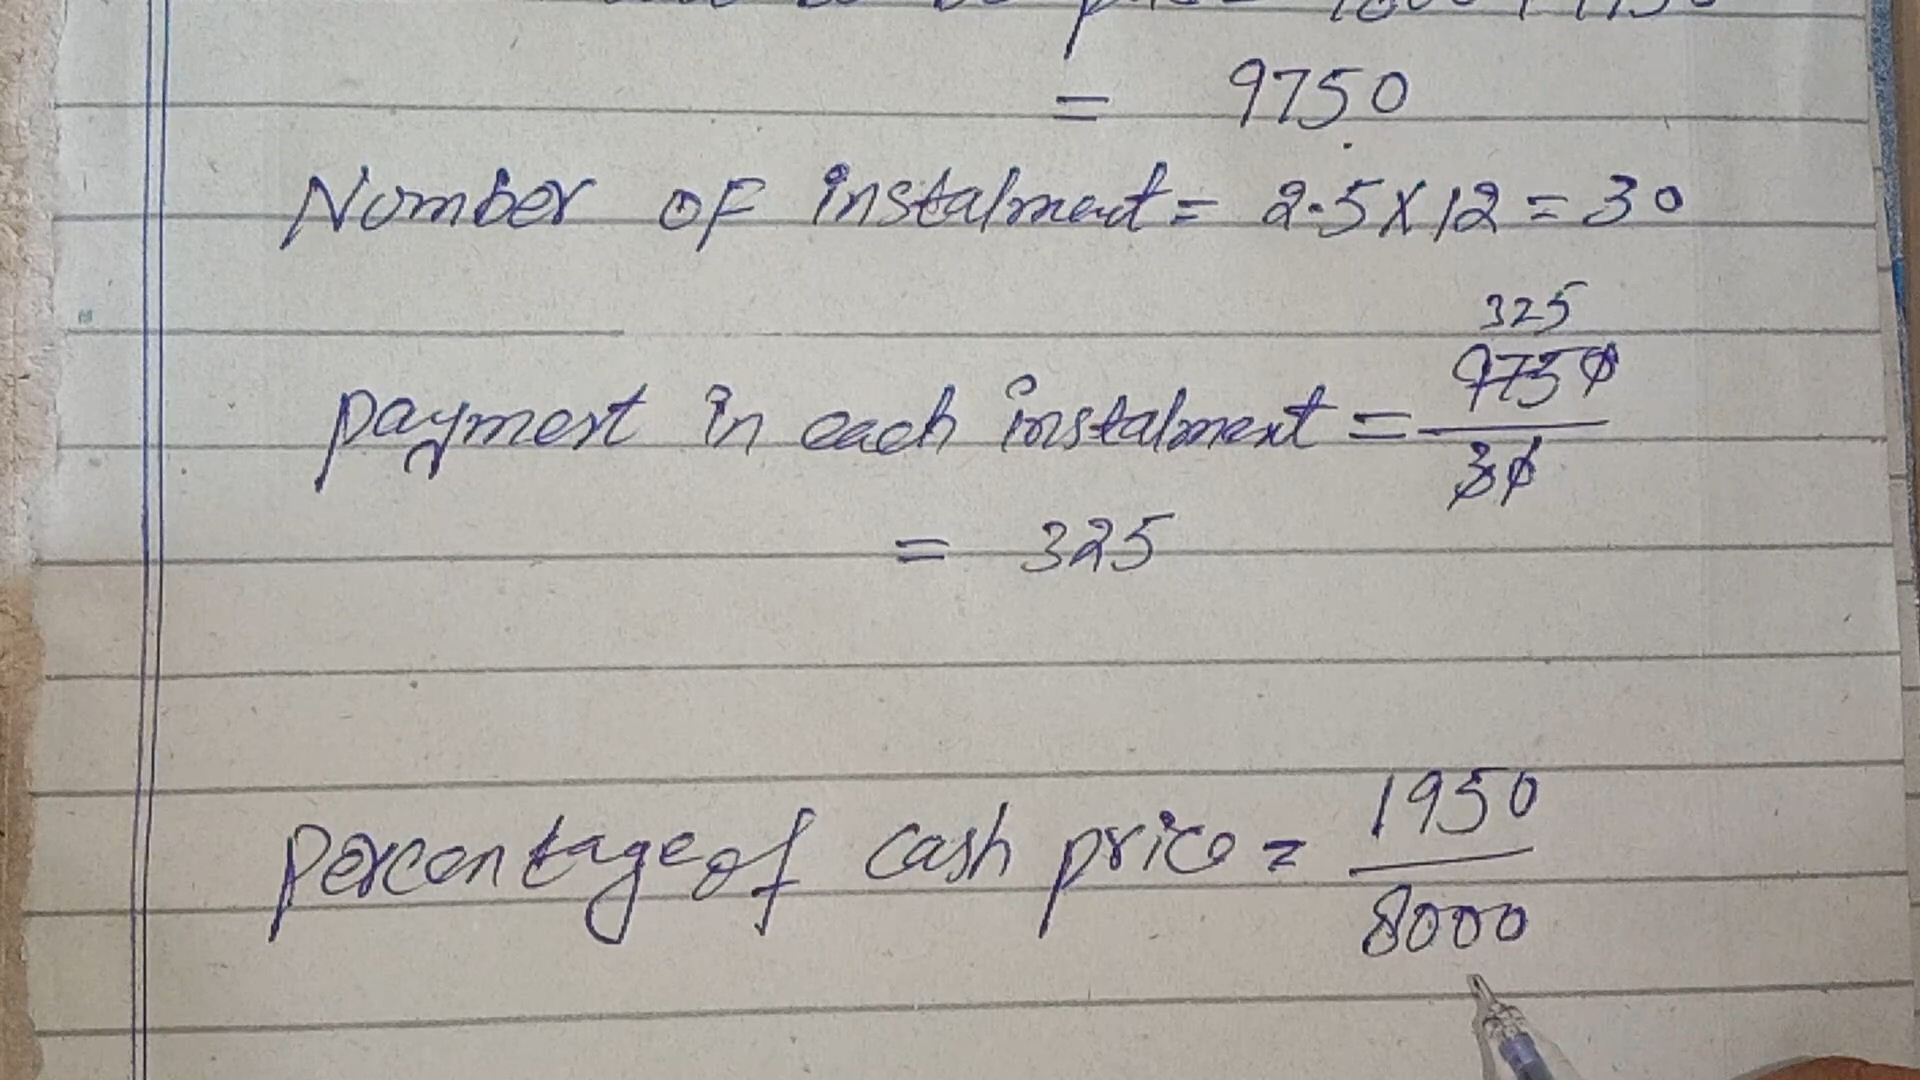 = 9750
Number of instalment = 2.5 X 12 = 30
325
payment in each instalment = 9750
30
= 325
Percentage of cash price = 1950
8000